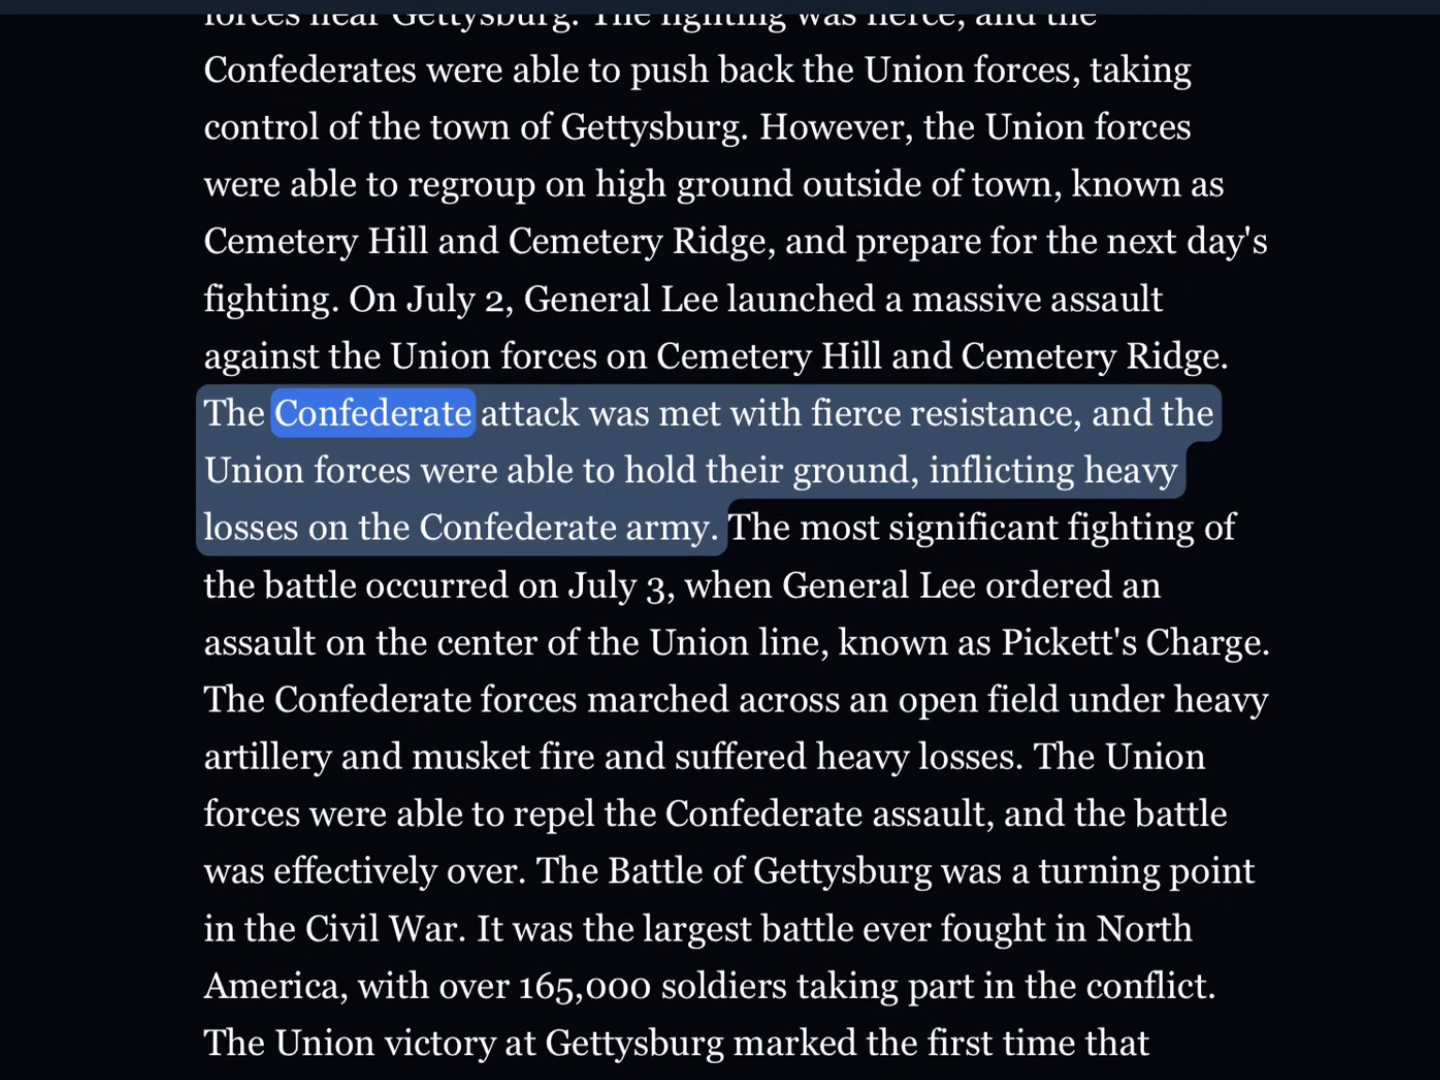 forces near Gettysburg. The fighting was fierce, and the
Confederates were able to push back the Union forces, taking
control of the town of Gettysburg. However, the Union forces
were able to regroup on high ground outside of town, known as
Cemetery Hill and Cemetery Ridge, and prepare for the next day's
fighting. On July 2, General Lee launched a massive assault
against the Union forces on Cemetery Hill and Cemetery Ridge.
The Confederate attack was met with fierce resistance, and the
Union forces were able to hold their ground, inflicting heavy
losses on the Confederate army. The most significant fighting of
the battle occurred on July 3, when General Lee ordered an
assault on the center of the Union line, known as Pickett's Charge.
The Confederate forces marched across an open field under heavy
artillery and musket fire and suffered heavy losses. The Union
forces were able to repel the Confederate assault, and the battle
was effectively over. The Battle of Gettysburg was a turning point
in the Civil War. It was the largest battle ever fought in North
America, with over 165,000 soldiers taking part in the conflict.
The Union victory at Gettysburg marked the first time that